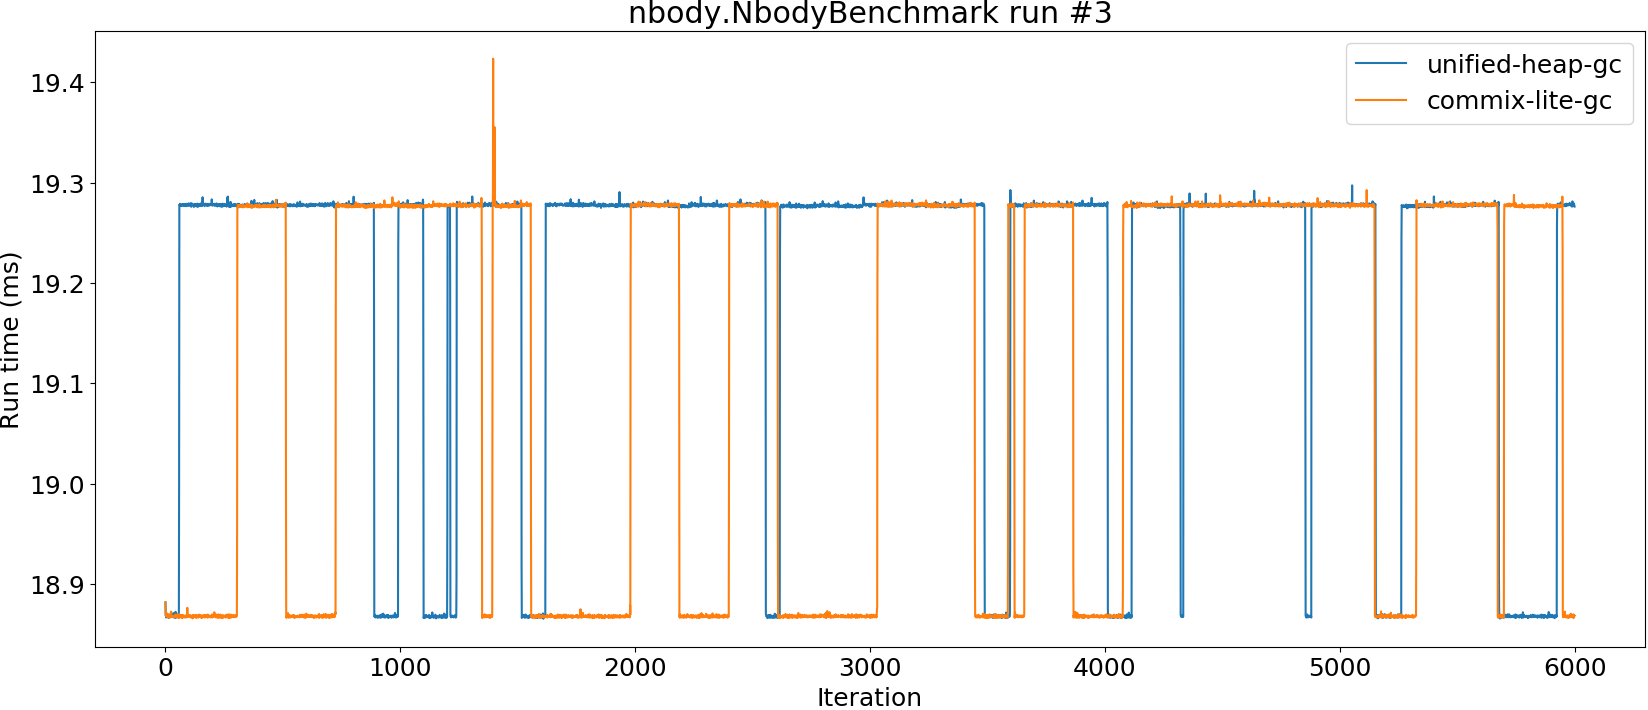 nbody.NbodyBenchmark run #3
unified-heap-gc
commix-lite-gc
Run time (ms)
19.4
19.3
19.2
19.1
19.0
18.9
0 1000 2000 3000 4000 5000 6000
Iteration